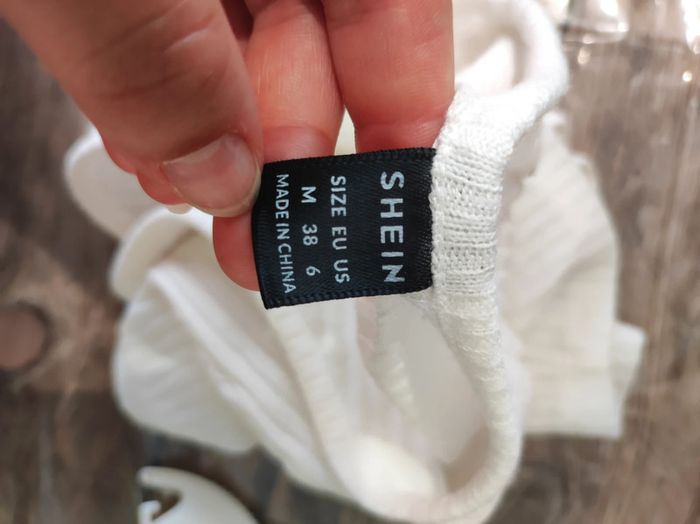 SHEIN
SIZE EU US
M 38 6
MADE IN CHINA